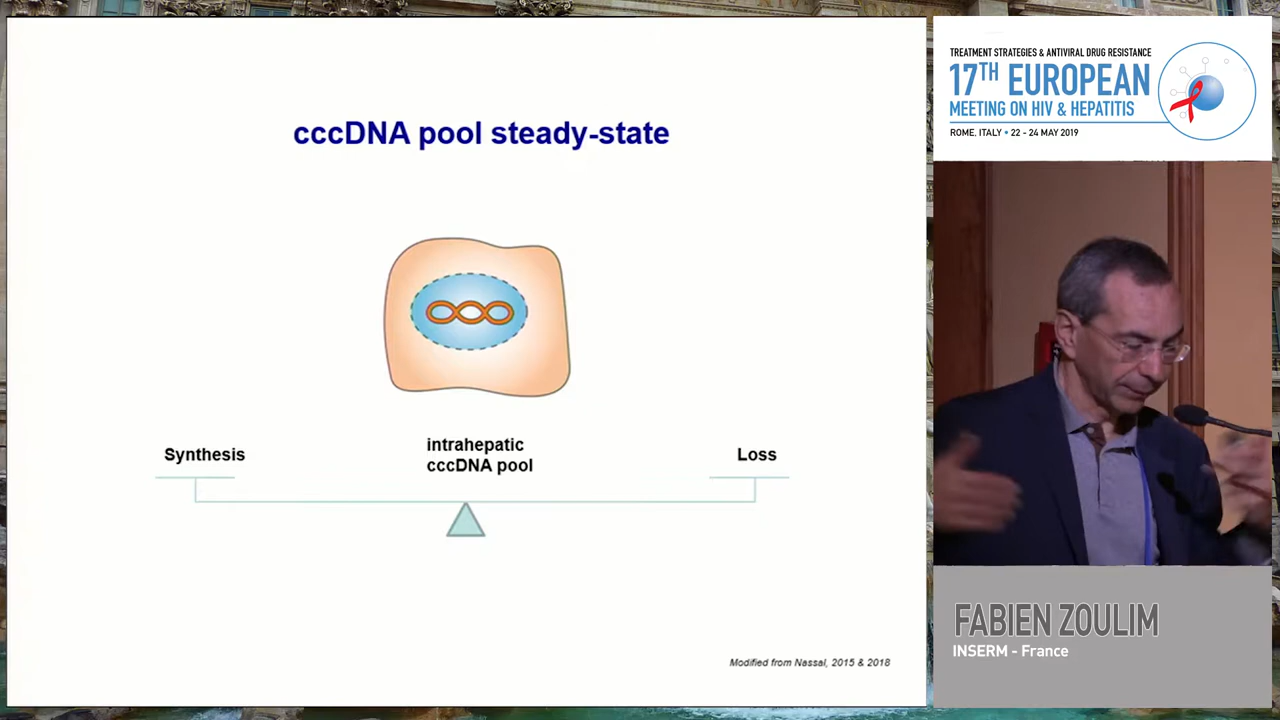 cccDNA pool steady-state
Synthesis
intrahepatic
cccDNA pool
Loss
Modified from Nassal, 2015 & 2018
TREATMENT STRATEGIES & ANTIVIRAL DRUG RESISTANCE
17TH EUROPEAN
MEETING ON HIV & HEPATITIS
ROME, ITALY • 22 - 24 MAY 2019
FABIEN ZOULIM
INSERM - France